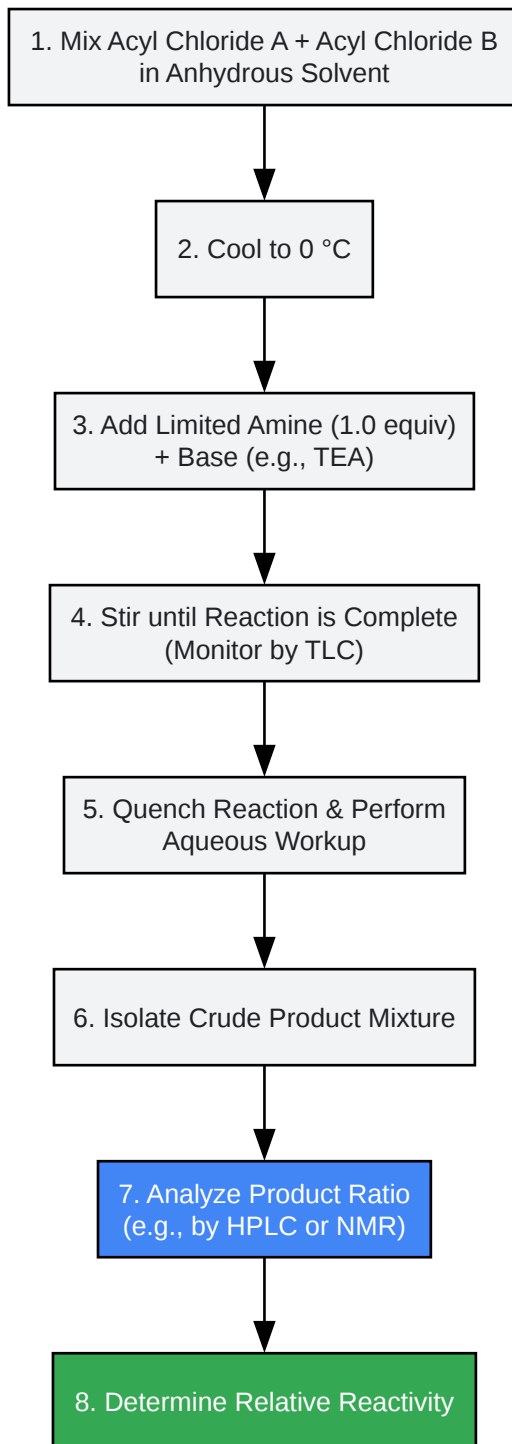 1. Mix Acyl Chloride A + Acyl Chloride B
in Anhydrous Solvent
2. Cool to 0 °C
3. Add Limited Amine (1.0 equiv)
+ Base (e.g., TEA)
4. Stir until Reaction is Complete
(Monitor by TLC)
5. Quench Reaction & Perform
Aqueous Workup
6. Isolate Crude Product Mixture
7. Analyze Product Ratio
(e.g., by HPLC or NMR)
8. Determine Relative Reactivity